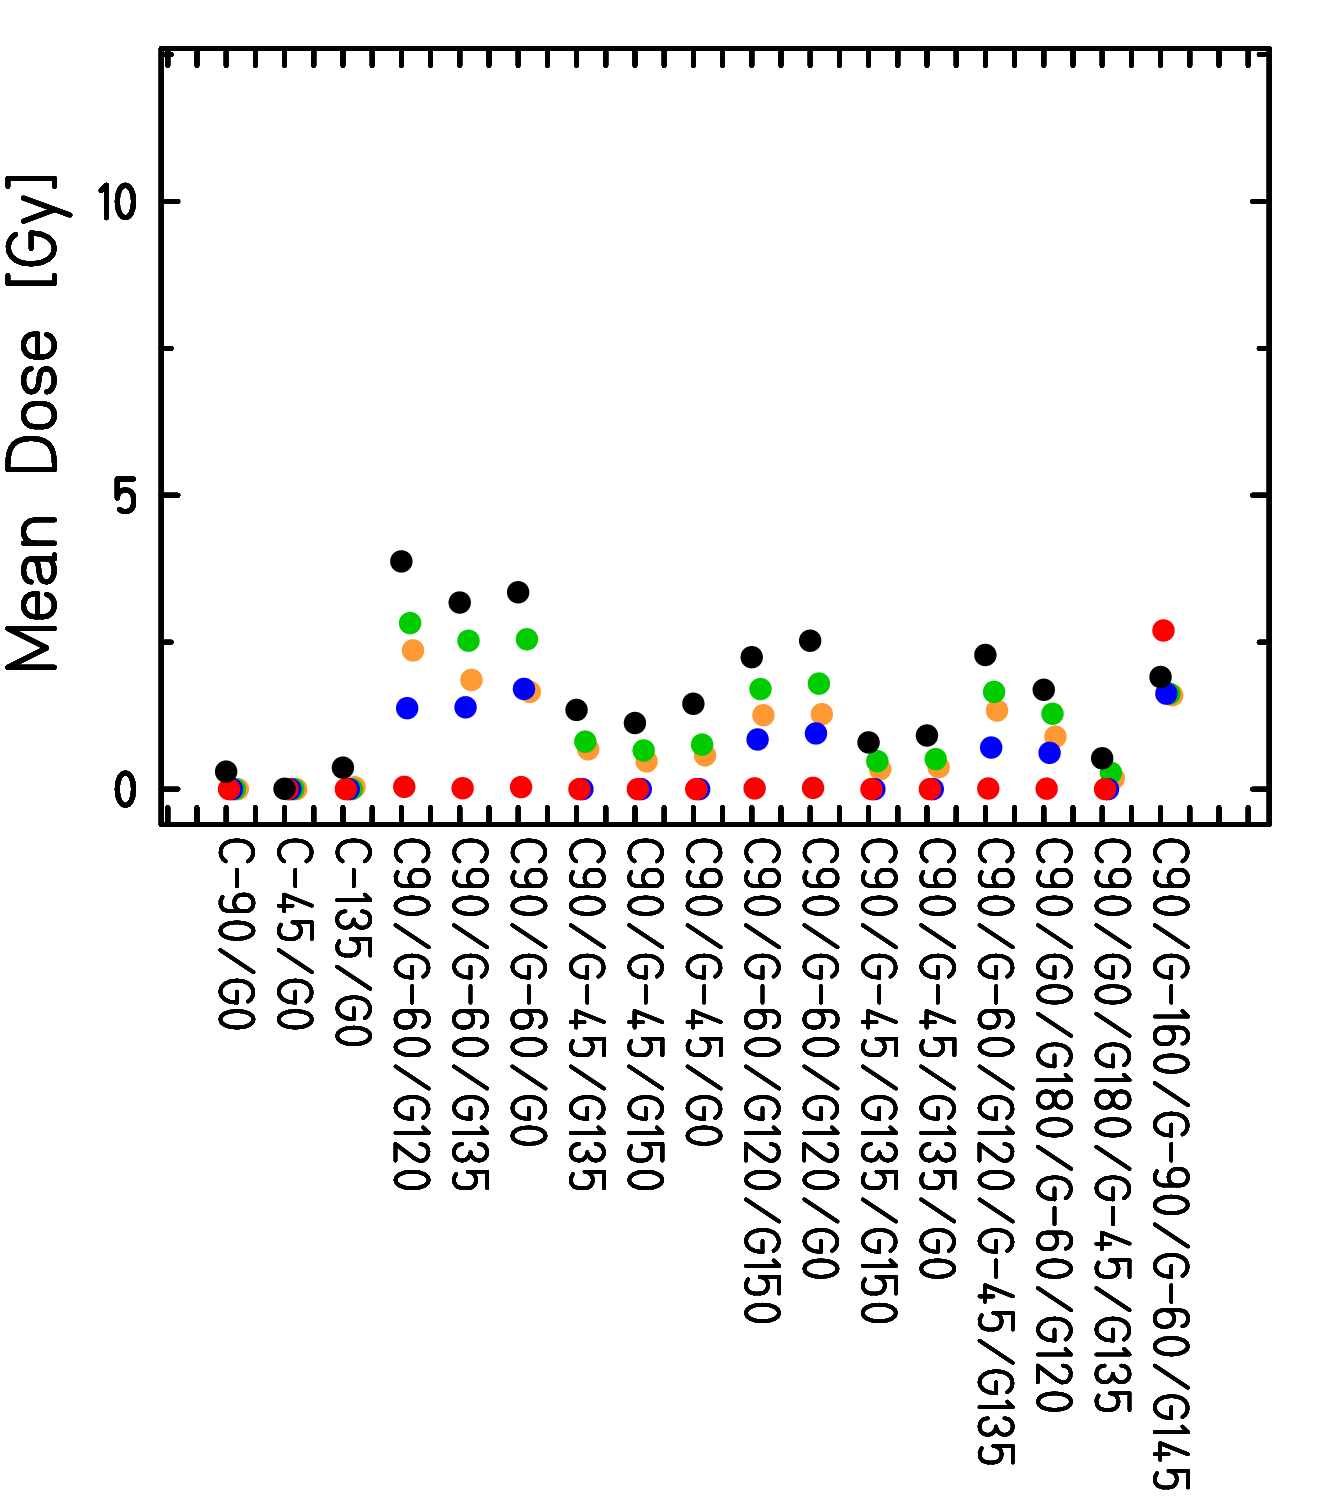 Mean Dose [Gy]
10
5
0
C-90/G0
C-45/G0
C-135/G0
C90/G-60/G120
C90/G-60/G135
C90/G-60/G0
C90/G-45/G135
C90/G-45/G150
C90/G-45/G0
C90/G-60/G120/G150
C90/G-60/G120/G0
C90/G-45/G135/G150
C90/G-45/G135/G0
C90/G-60/G120/G-45/G135
C90/G0/G180/G-60/G120
C90/G0/G180/G-45/G135
C90/G-160/G-90/G-60/G145